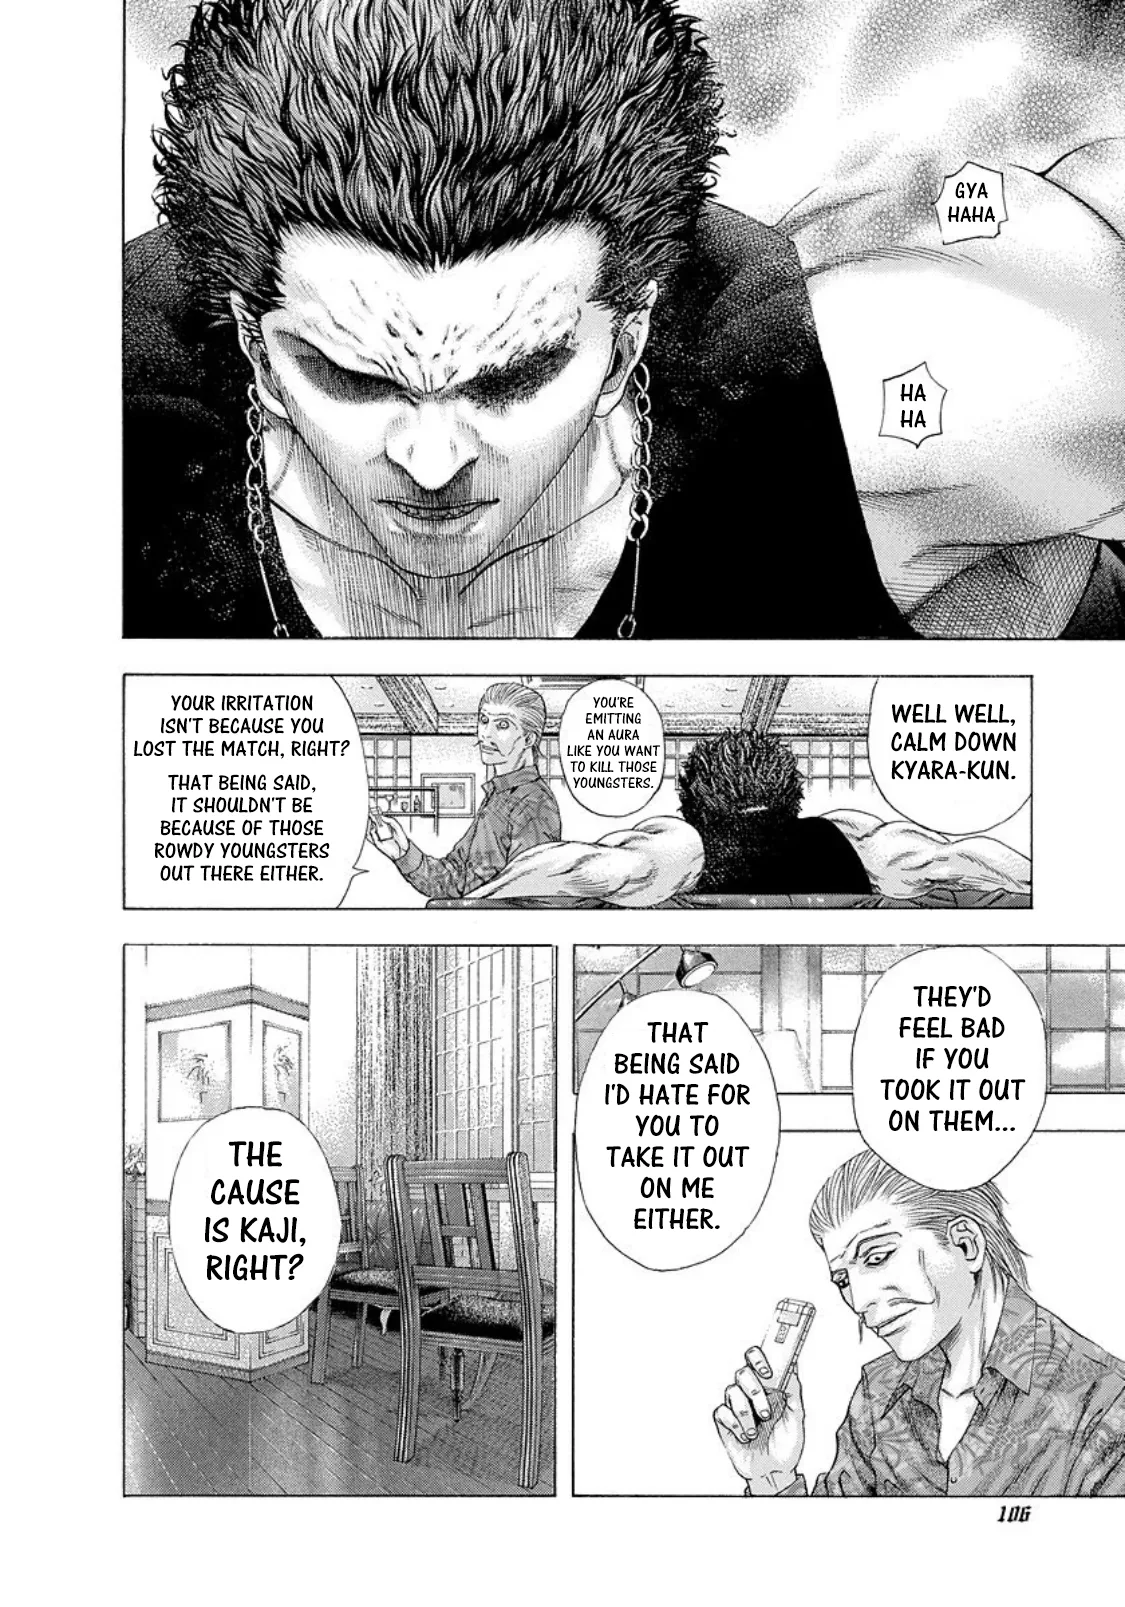 GYA
HAHA
HA
HA
WELL WELL,
CALM DOWN
KYARA-KUN.
YOU'RE
EMITTING
AN AURA
LIKE YOU WANT
TO KILL THOSE
YOUNGSTERS.
YOUR IRRITATION
ISN'T BECAUSE YOU
LOST THE MATCH, RIGHT?
THAT BEING SAID,
IT SHOULDN'T BE
BECAUSE OF THOSE
ROWDY YOUNGSTERS
OUT THERE EITHER.
THEY'D
FEEL BAD
IF YOU
TOOK IT OUT
ON THEM...
THAT
BEING SAID
I'D HATE FOR
YOU TO
TAKE IT OUT
ON ME
EITHER.
THE
CAUSE
IS KAJI,
RIGHT?
106